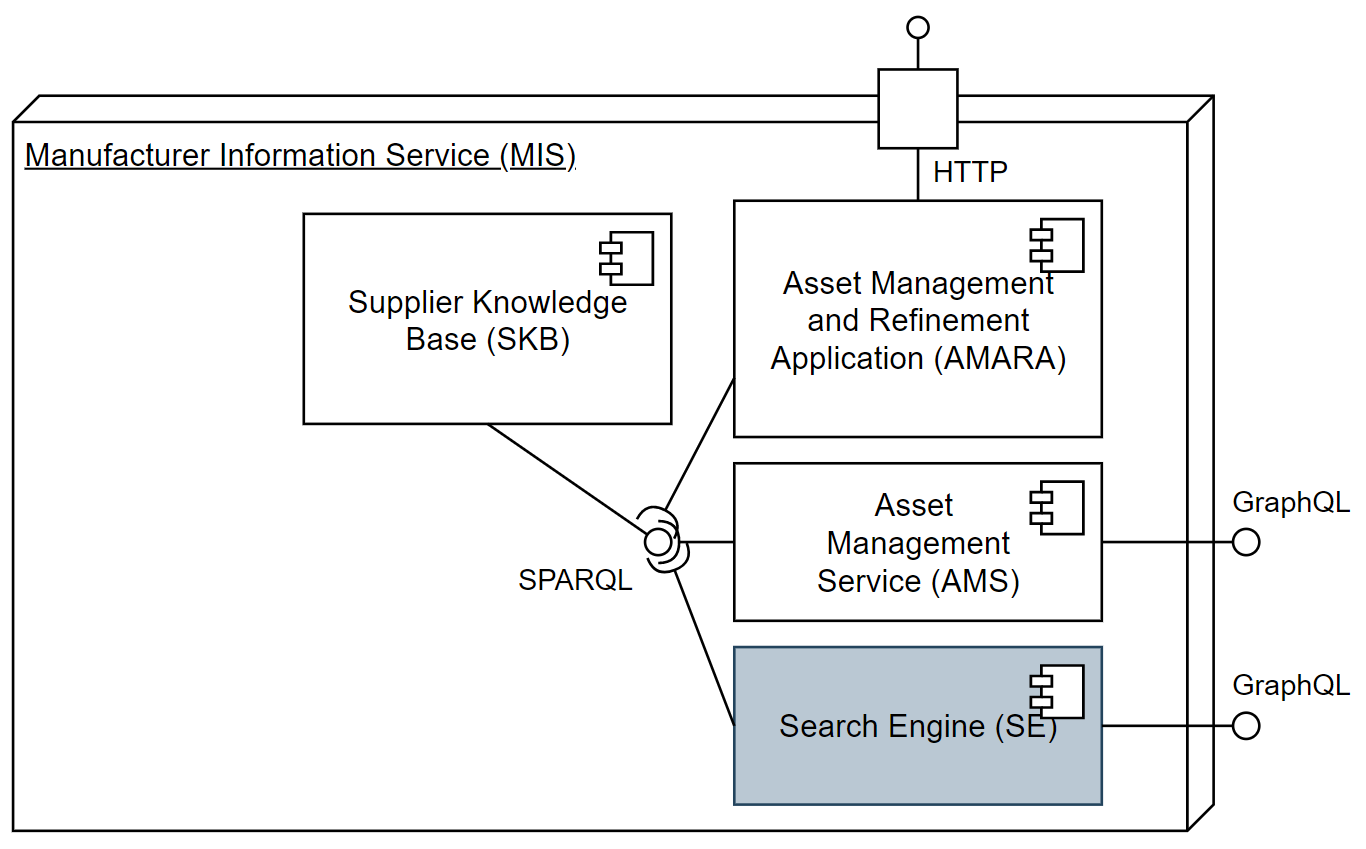 Manufacturer Information Service (MIS)
HTTP
Supplier Knowledge
Base (SKB)
Asset Management
and Refinement
Application (AMARA)
SPARQL
Asset
Management
Service (AMS)
GraphQL
Search Engine (SE)
GraphQL